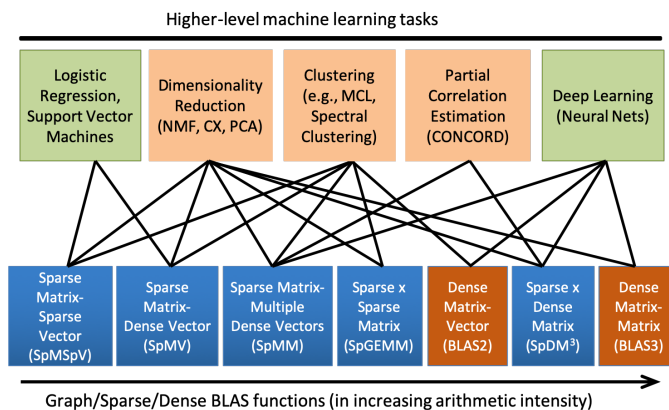 Higher-level machine learning tasks
Logistic
Regression,
Support Vector
Machines
Dimensionality
Reduction
(NMF, CX, PCA)
Clustering
(e.g., MCL,
Spectral
Clustering)
Partial
Correlation
Estimation
(CONCORD)
Deep Learning
(Neural Nets)
Sparse
Matrix-
Sparse
Vector
(SpMSpV)
Sparse
Matrix-
Dense Vector
(SpMV)
Sparse Matrix-
Multiple
Dense Vectors
(SpMM)
Sparse x
Sparse
Matrix
(SpGEMM)
Dense
Matrix-
Vector
(BLAS2)
Sparse x
Dense
Matrix
(SpDM³)
Dense
Matrix-
Matrix
(BLAS3)
Graph/Sparse/Dense BLAS functions (in increasing arithmetic intensity)